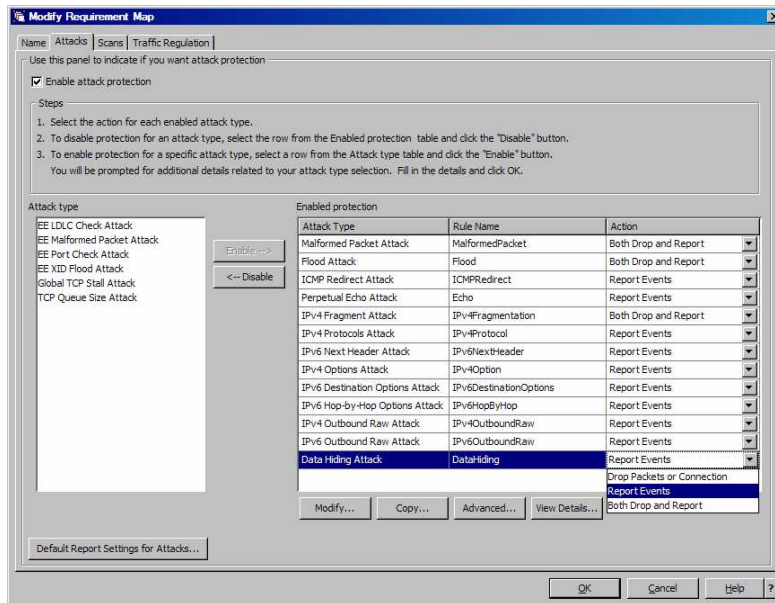 Modify Requirement Map
Name Attacks Scans Traffic Regulation
Use this panel to indicate if you want attack protection
Enable attack protection
Steps
1. Select the action for each enabled attack type.
2. To disable protection for an attack type, select the row from the Enabled protection table and click the "Disable" button.
3. To enable protection for a specific attack type, select a row from the Attack type table and click the "Enable" button.
You will be prompted for additional details related to your attack type selection. Fill in the details and click OK.
Attack type
EE LDLC Check Attack
EE Malformed Packet Attack
EE Port Check Attack
EE XID Flood Attack
Global TCP Stall Attack
TCP Queue Size Attack
Enable -->
<-- Disable
Enabled protection
Attack Type Rule Name Action
Malformed Packet Attack MalformedPacket Both Drop and Report
Flood Attack Flood Both Drop and Report
ICMP Redirect Attack ICMPRedirect Report Events
Perpetual Echo Attack Echo Report Events
IPv4 Fragment Attack IPv4Fragmentation Both Drop and Report
IPv4 Protocols Attack IPv4Protocol Report Events
IPv6 Next Header Attack IPv6NextHeader Report Events
IPv4 Options Attack IPv4Option Report Events
IPv6 Destination Options Attack IPv6DestinationOptions Report Events
IPv6 Hop-by-Hop Options Attack IPv6HopByHop Report Events
IPv4 Outbound Raw Attack IPv4OutboundRaw Report Events
IPv6 Outbound Raw Attack IPv6OutboundRaw Report Events
Data Hiding Attack DataHiding Report Events
Drop Packets or Connection
Report Events
Both Drop and Report
Modify... Copy... Advanced... View Details...
Default Report Settings for Attacks...
OK Cancel Help ?